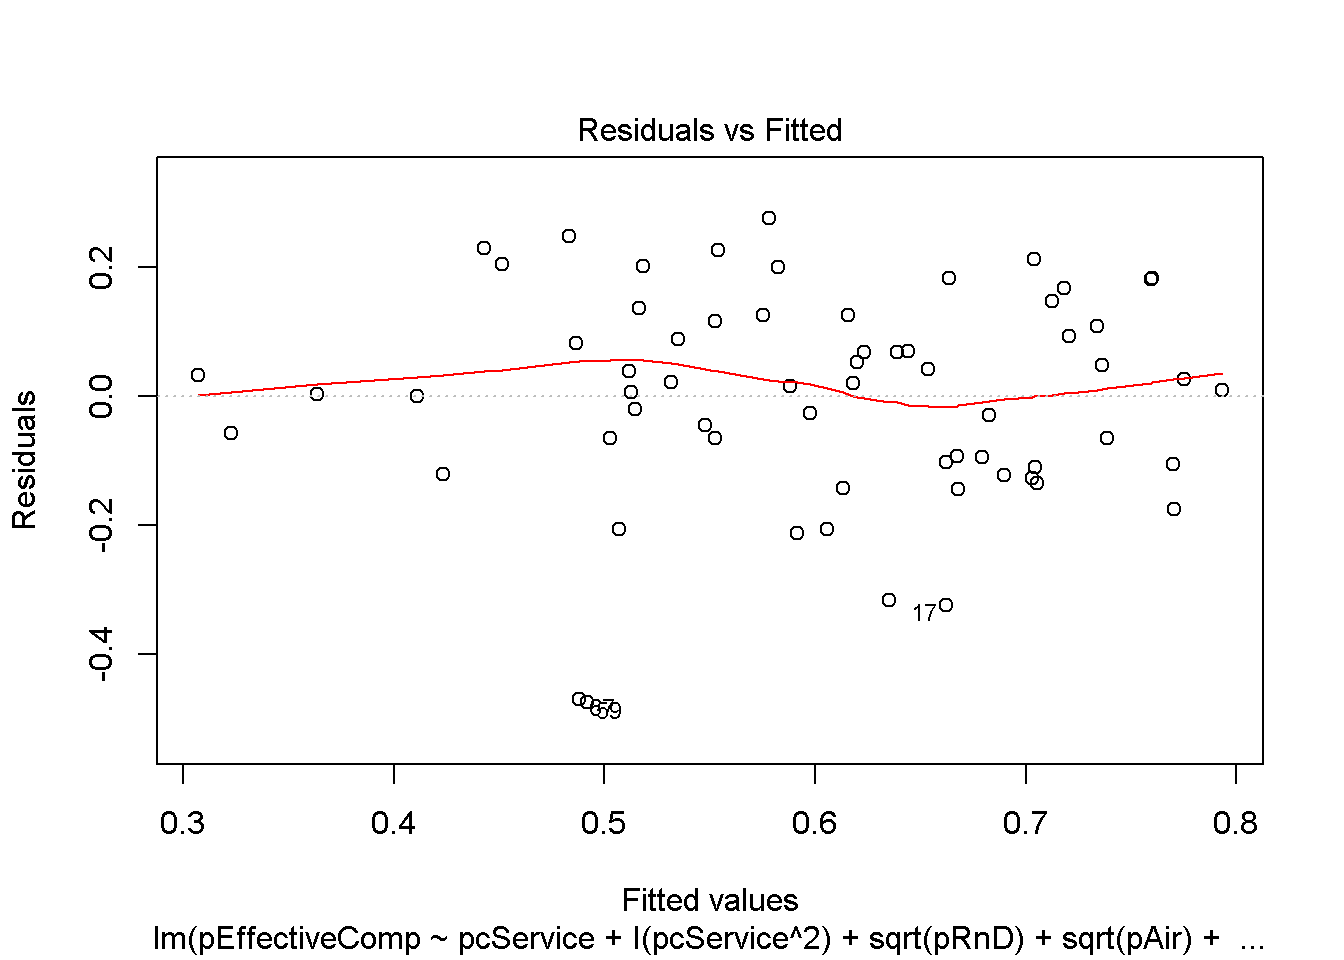 Residuals vs Fitted
Residuals
0.2
0.0
-0.2
-0.4
17
0.3 0.4 0.5 0.6 0.7 0.8
Fitted values
lm(pEffectiveComp ~ pcService + I(pcService^2) + sqrt(pRnD) + sqrt(pAir) + ...